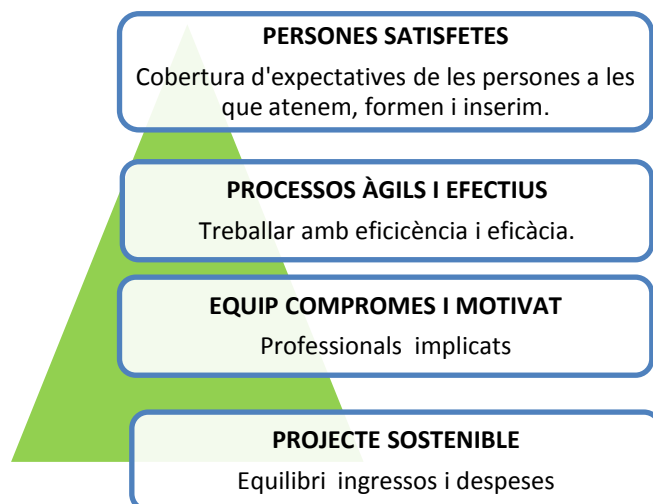 PERSONES SATISFETES
Cobertura d'expectatives de les persones a les
que atenem, formen i inserim.
PROCESSOS ÀGILS I EFECTIUS
Treballar amb eficicència i eficàcia.
EQUIP COMPROMES I MOTIVAT
Professionals implicats
PROJECTE SOSTENIBLE
Equilibri ingressos i despeses